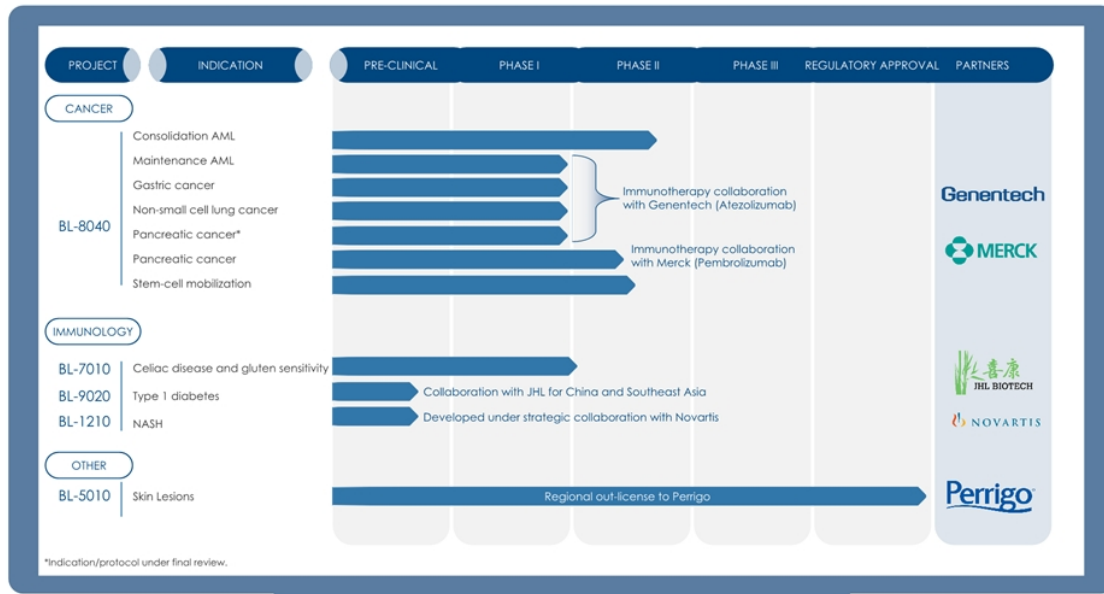 PROJECT INDICATION PRE-CLINICAL PHASE I PHASE II PHASE III REGULATORY APPROVAL PARTNERS
CANCER
BL-8040
Consolidation AML
Maintenance AML
Gastric cancer
Non-small cell lung cancer
Pancreatic cancer*
Pancreatic cancer
Stem-cell mobilization
Immunotherapy collaboration
with Genentech (Atezolizumab)
Genentech
Immunotherapy collaboration
with Merck (Pembrolizumab)
MERCK
IMMUNOLOGY
BL-7010 Celiac disease and gluten sensitivity
BL-9020 Type 1 diabetes Collaboration with JHL for China and Southeast Asia
喜康
JHL BIOTECH
BL-1210 NASH Developed under strategic collaboration with Novartis
NOVARTIS
OTHER
BL-5010 Skin Lesions Regional out-license to Perrigo
Perrigo
*Indication/protocol under final review.